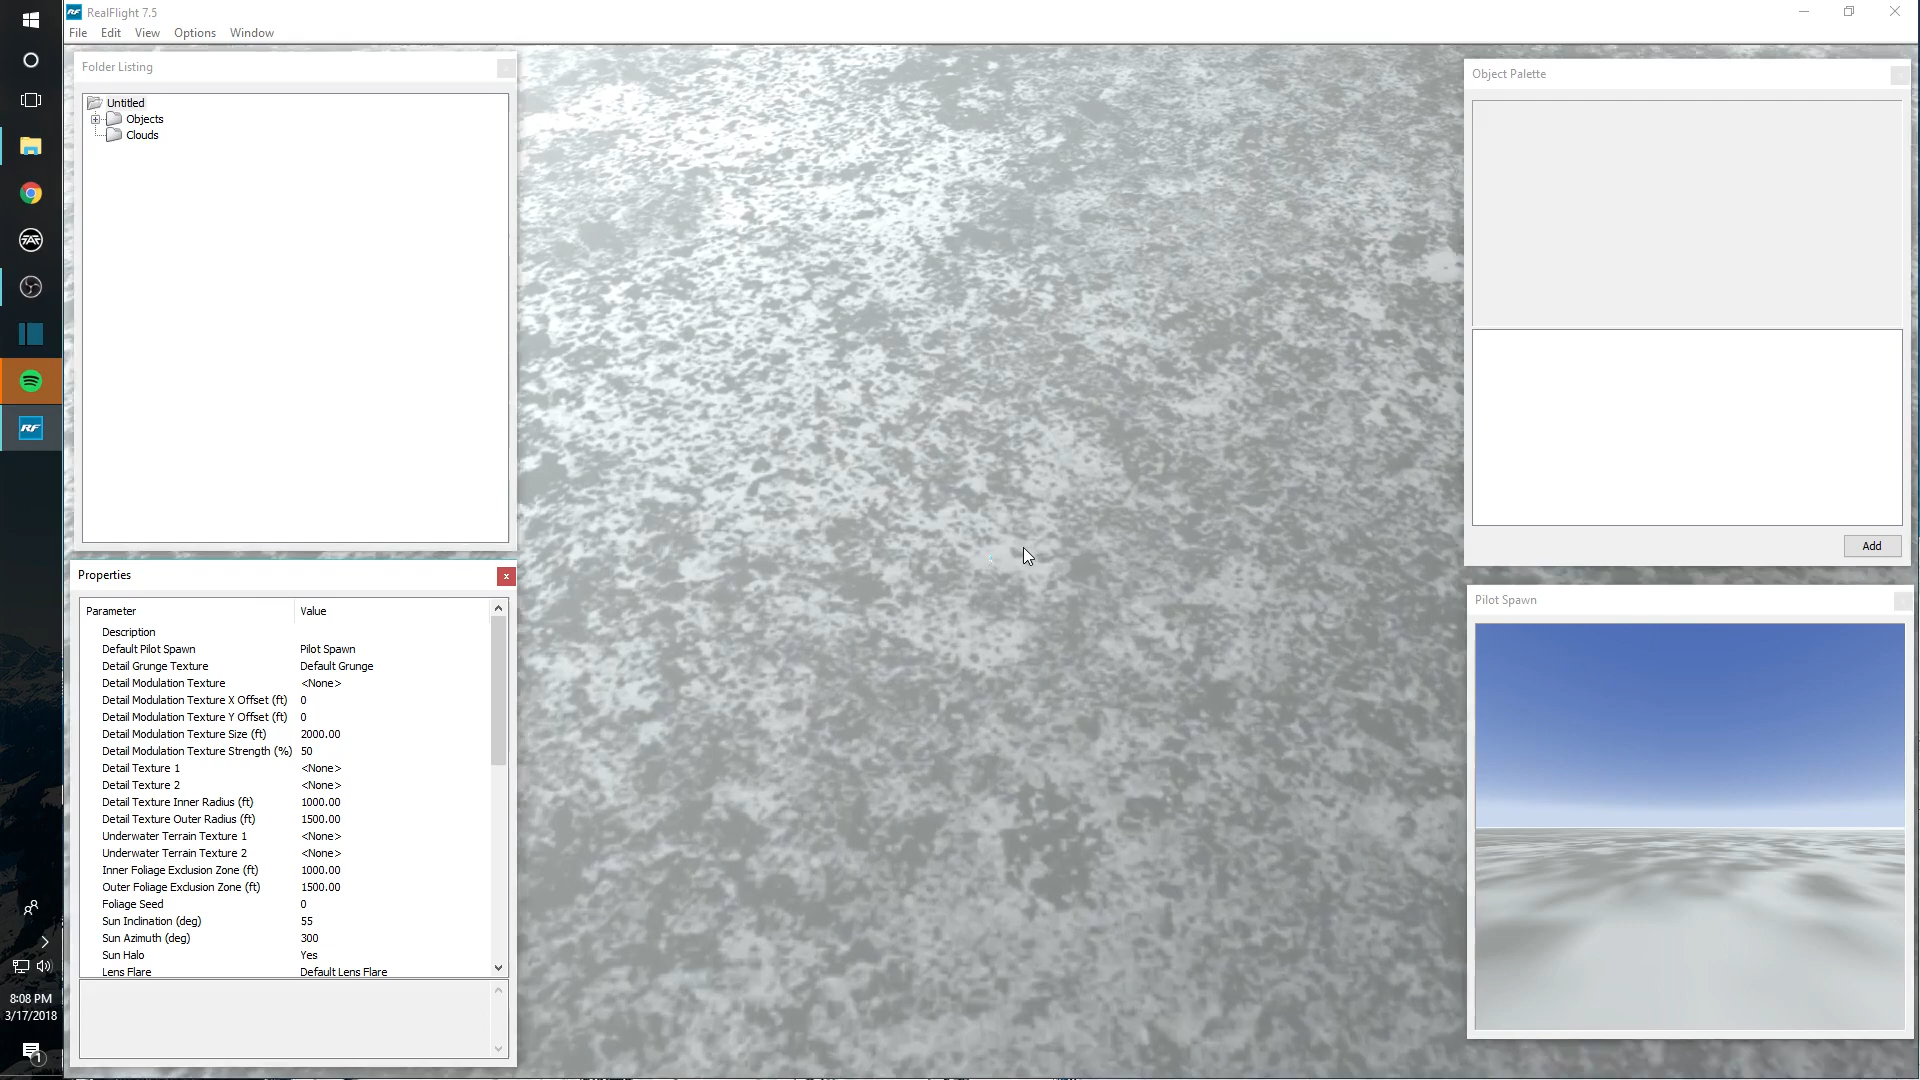 RealFlight 7.5
File Edit View Options Window
Folder Listing
Untitled
Objects
Clouds
Properties
Parameter Value
Description
Default Pilot Spawn Pilot Spawn
Detail Grunge Texture Default Grunge
Detail Modulation Texture <None>
Detail Modulation Texture X Offset (ft) 0
Detail Modulation Texture Y Offset (ft) 0
Detail Modulation Texture Size (ft) 2000.00
Detail Modulation Texture Strength (%) 50
Detail Texture 1 <None>
Detail Texture 2 <None>
Detail Texture Inner Radius (ft) 1000.00
Detail Texture Outer Radius (ft) 1500.00
Underwater Terrain Texture 1 <None>
Underwater Terrain Texture 2 <None>
Inner Foliage Exclusion Zone (ft) 1000.00
Outer Foliage Exclusion Zone (ft) 1500.00
Foliage Seed 0
Sun Inclination (deg) 55
Sun Azimuth (deg) 300
Sun Halo Yes
Lens Flare Default Lens Flare
Object Palette
Add
Pilot Spawn
RF
RF
8:08 PM
3/17/2018
1